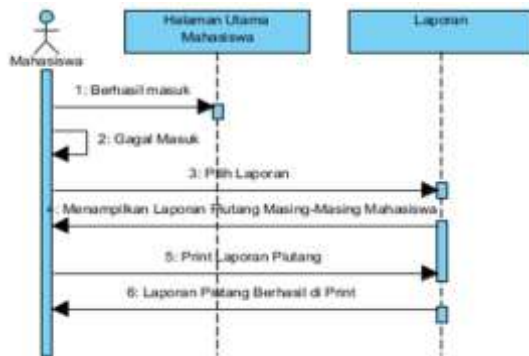 Halaman Utama
Mahasiswa
Laporan
Mahasiswa
1: Berhasil masuk
2: Gagal Masuk
3: Pilih Laporan
4: Menampilkan Laporan Piutang Masing-Masing Mahasiswa
5: Print Laporan Piutang
6: Laporan Piutang Berhasil di Print